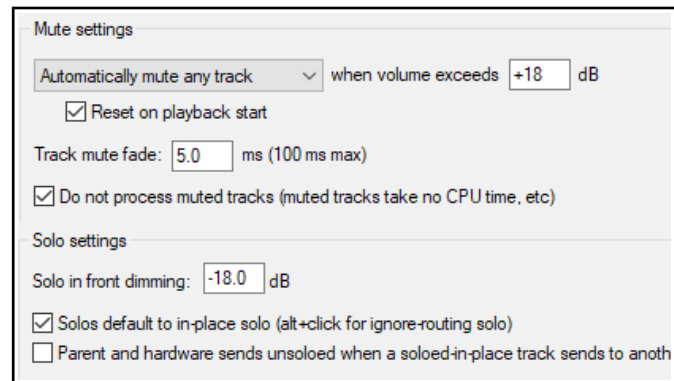 Mute settings
Automatically mute any track when volume exceeds +18 dB
Reset on playback start
Track mute fade: 5.0 ms (100 ms max)
Do not process muted tracks (muted tracks take no CPU time, etc)
Solo settings
Solo in front dimming: -18.0 dB
Solos default to in-place solo (alt+click for ignore-routing solo)
Parent and hardware sends unsoloed when a soloed-in-place track sends to anoth